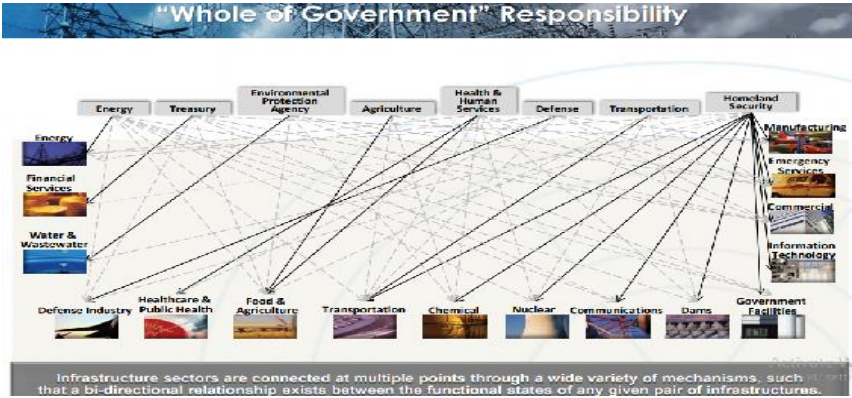 “Whole of Government” Responsibility
Energy
Treasury
Environmental
Protection
Agency
Agriculture
Health &
Human
Services
Defense
Transportation
Homeland
Security
Energy
Financial
Services
Water &
Wastewater
Manufacturing
Emergency
Services
Commercial
Information
Technology
Defense Industry
Healthcare &
Public Health
Food &
Agriculture
Transportation
Chemical
Nuclear
Communications
Dams
Government
Facilities
Infrastructure sectors are connected at multiple points through a wide variety of mechanisms, such
that a bi-directional relationship exists between the functional states of any given pair of infrastructures.